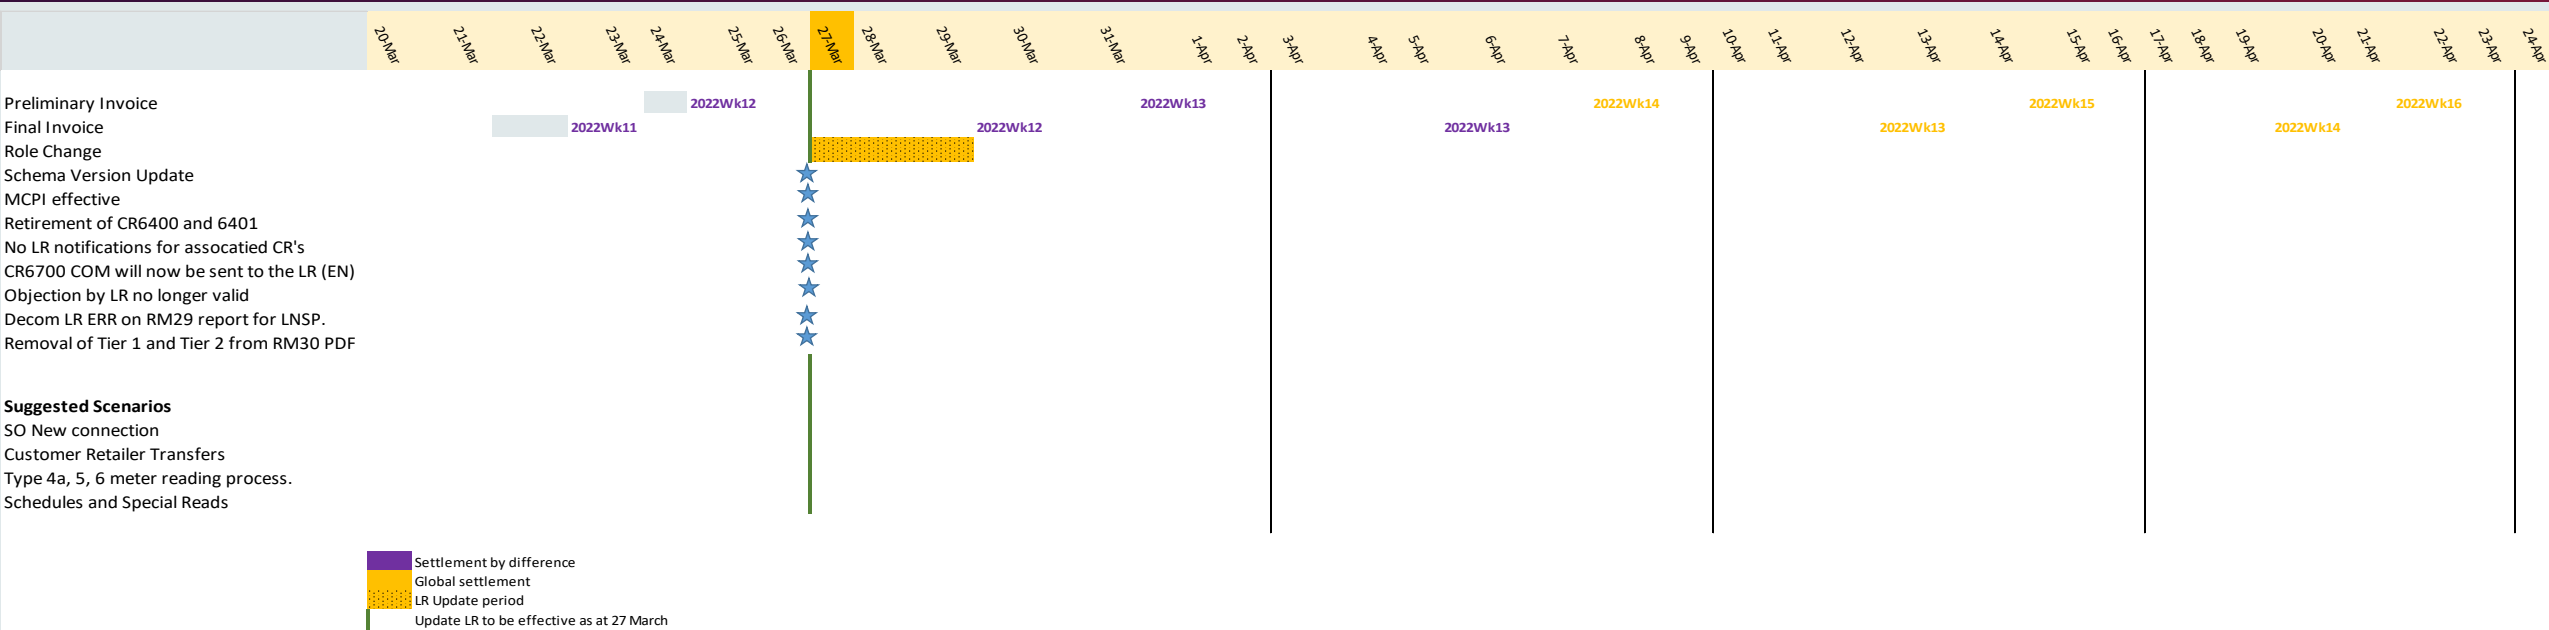 20-Mar 21-Mar 22-Mar 23-Mar 24-Mar 25-Mar 26-Mar 27-Mar 28-Mar 29-Mar 30-Mar 31-Mar 1-Apr 2-Apr 3-Apr 4-Apr 5-Apr 6-Apr 7-Apr 8-Apr 9-Apr 10-Apr 11-Apr 12-Apr 13-Apr 14-Apr 15-Apr 16-Apr 17-Apr 18-Apr 19-Apr 20-Apr 21-Apr 22-Apr 23-Apr 24-Apr
Preliminary Invoice 2022Wk12 2022Wk13 2022Wk14 2022Wk15 2022Wk16
Final Invoice 2022Wk11 2022Wk12 2022Wk13 2022Wk13 2022Wk14
Role Change
Schema Version Update
MCPI effective
Retirement of CR6400 and 6401
No LR notifications for assocatied CR's
CR6700 COM will now be sent to the LR (EN)
Objection by LR no longer valid
Decom LR ERR on RM29 report for LNSP.
Removal of Tier 1 and Tier 2 from RM30 PDF
Suggested Scenarios
SO New connection
Customer Retailer Transfers
Type 4a, 5, 6 meter reading process.
Schedules and Special Reads
Settlement by difference
Global settlement
LR Update period
Update LR to be effective as at 27 March